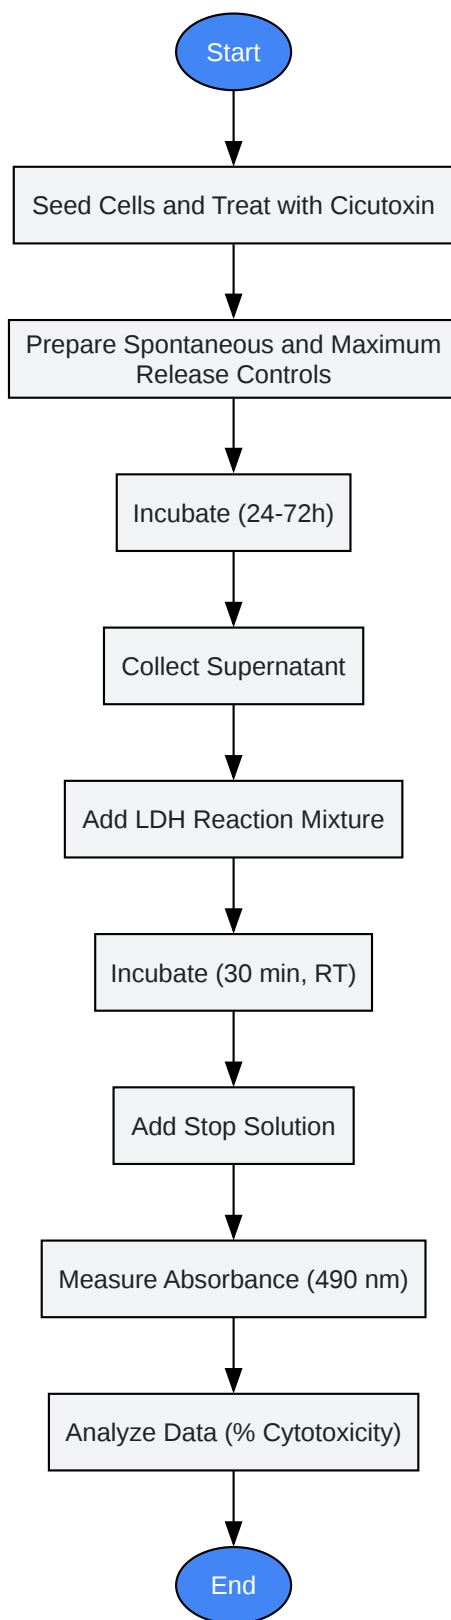 Start
Seed Cells and Treat with Cicutoxin
Prepare Spontaneous and Maximum
Release Controls
Incubate (24-72h)
Collect Supernatant
Add LDH Reaction Mixture
Incubate (30 min, RT)
Add Stop Solution
Measure Absorbance (490 nm)
Analyze Data (% Cytotoxicity)
End